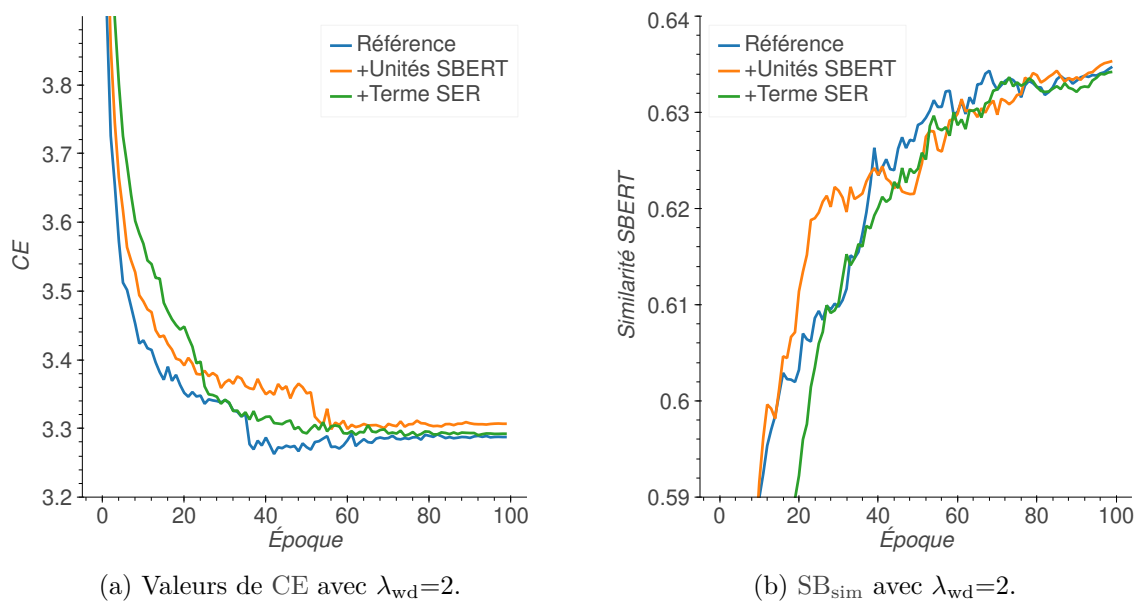 3.8
3.7
3.6
3.5
3.4
3.3
3.2
CE
0
20
40
60
80
100
Époque
Référence
+Unités SBERT
+Terme SER
(a) Valeurs de CE avec λwd=2.
0.64
0.63
0.62
0.61
0.6
0.59
Similarité SBERT
0
20
40
60
80
100
Époque
Référence
+Unités SBERT
+Terme SER
(b) SBsim avec λwd=2.